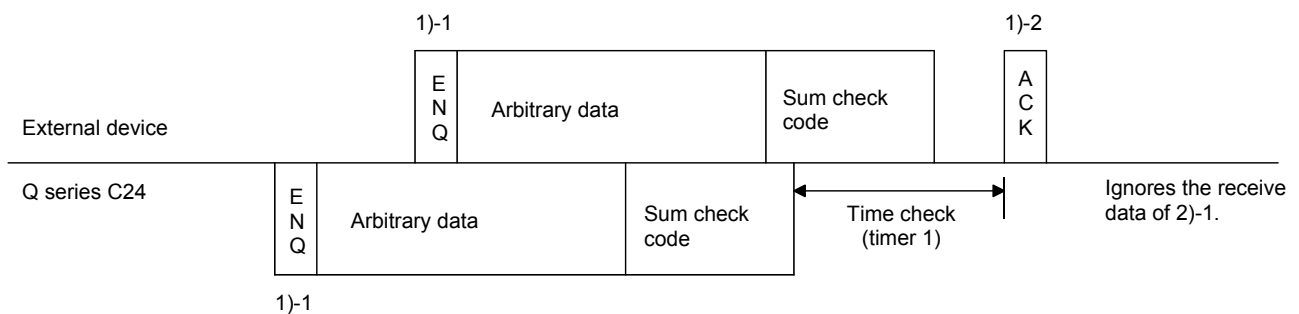 1)-1
1)-2
E
N
Q
Arbitrary data
Sum check
code
A
C
K
External device
Q series C24
E
N
Q
Arbitrary data
Sum check
code
Time check
(timer 1)
Ignores the receive
data of 2)-1.
1)-1